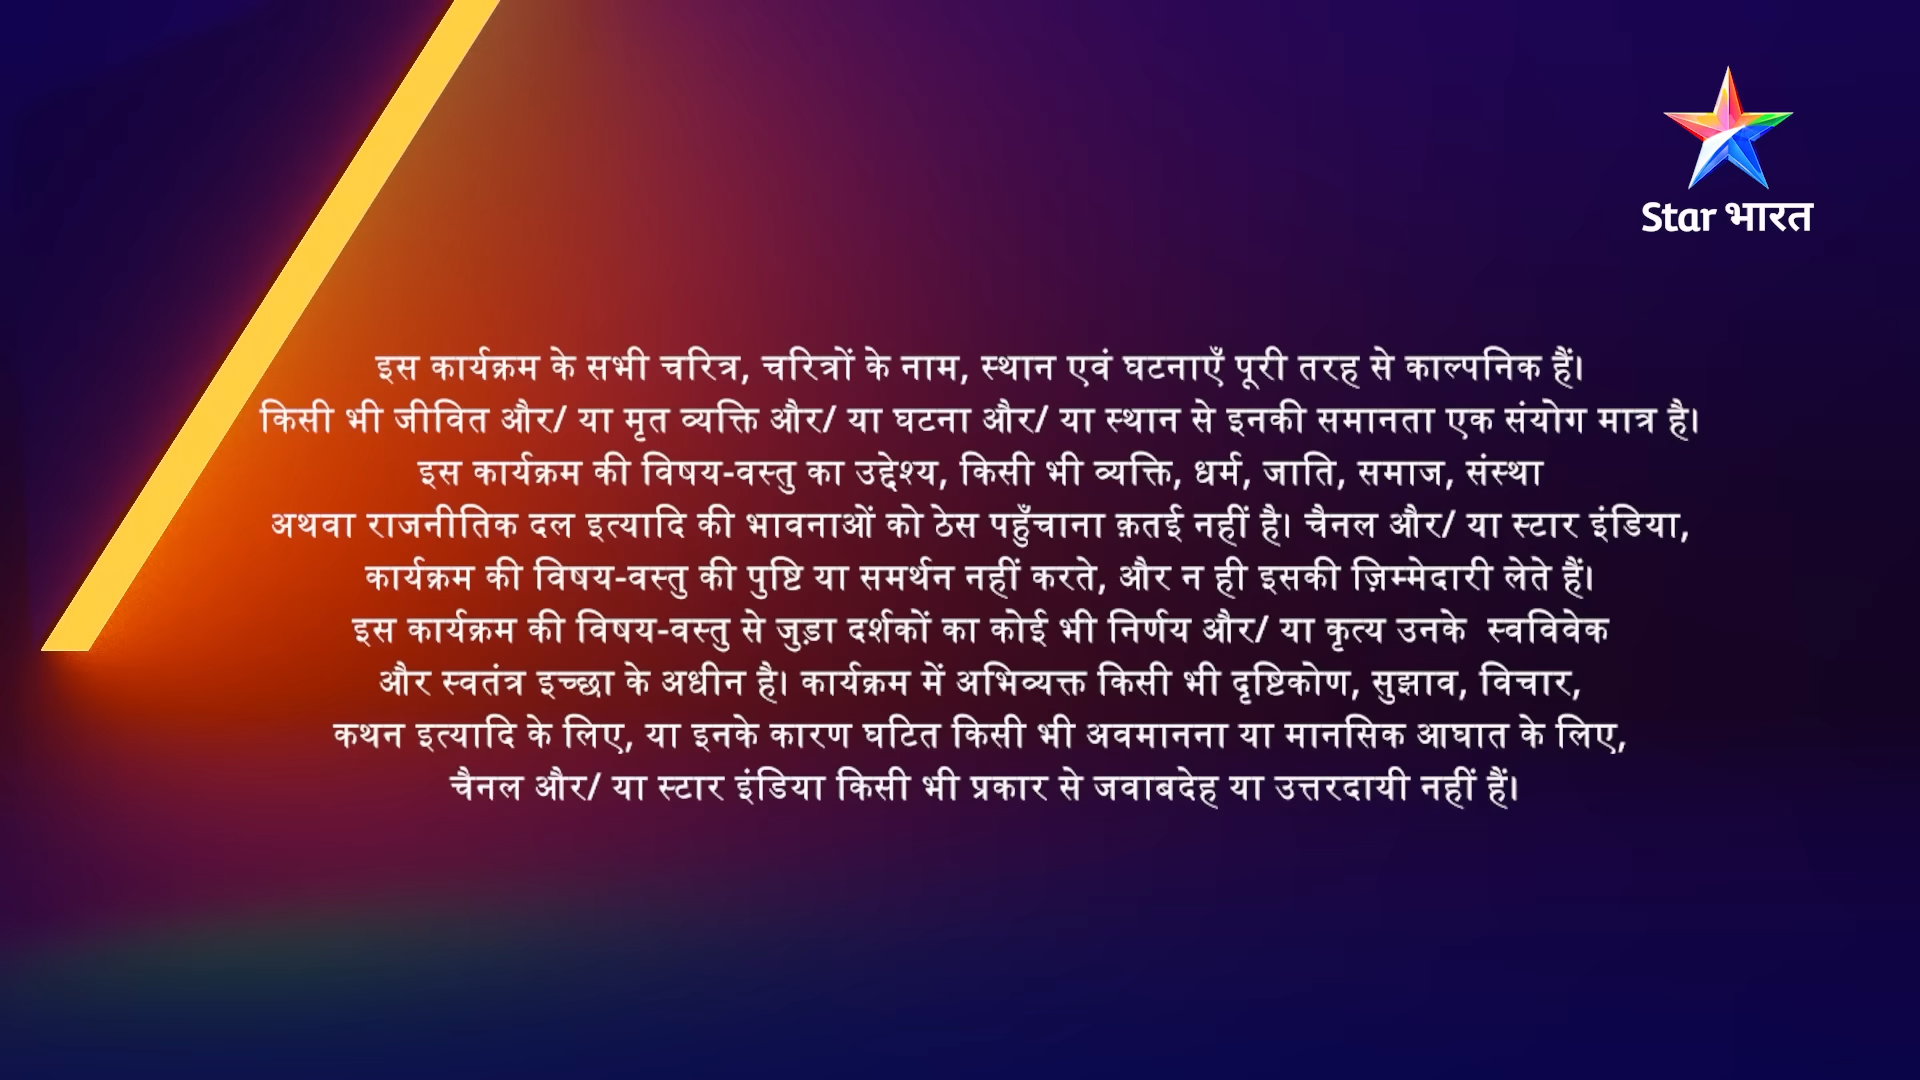 Star भारत
इस कार्यक्रम के सभी चरित्र, चरित्रों के नाम, स्थान एवं घटनाएँ पूरी तरह से काल्पनिक हैं।
किसी भी जीवित और/ या मृत व्यक्ति और/ या घटना और/ या स्थान से इनकी समानता एक संयोग मात्र है।
इस कार्यक्रम की विषय-वस्तु का उद्देश्य, किसी भी व्यक्ति, धर्म, जाति, समाज, संस्था
अथवा राजनीतिक दल इत्यादि की भावनाओं को ठेस पहुँचाना क़तई नहीं है। चैनल और/ या स्टार इंडिया,
कार्यक्रम की विषय-वस्तु की पुष्टि या समर्थन नहीं करते, और न ही इसकी ज़िम्मेदारी लेते हैं।
इस कार्यक्रम की विषय-वस्तु से जुड़ा दर्शकों का कोई भी निर्णय और/ या कृत्य उनके स्वविवेक
और स्वतंत्र इच्छा के अधीन है। कार्यक्रम में अभिव्यक्त किसी भी दृष्टिकोण, सुझाव, विचार,
कथन इत्यादि के लिए, या इनके कारण घटित किसी भी अवमानना या मानसिक आघात के लिए,
चैनल और/ या स्टार इंडिया किसी भी प्रकार से जवाबदेह या उत्तरदायी नहीं हैं।